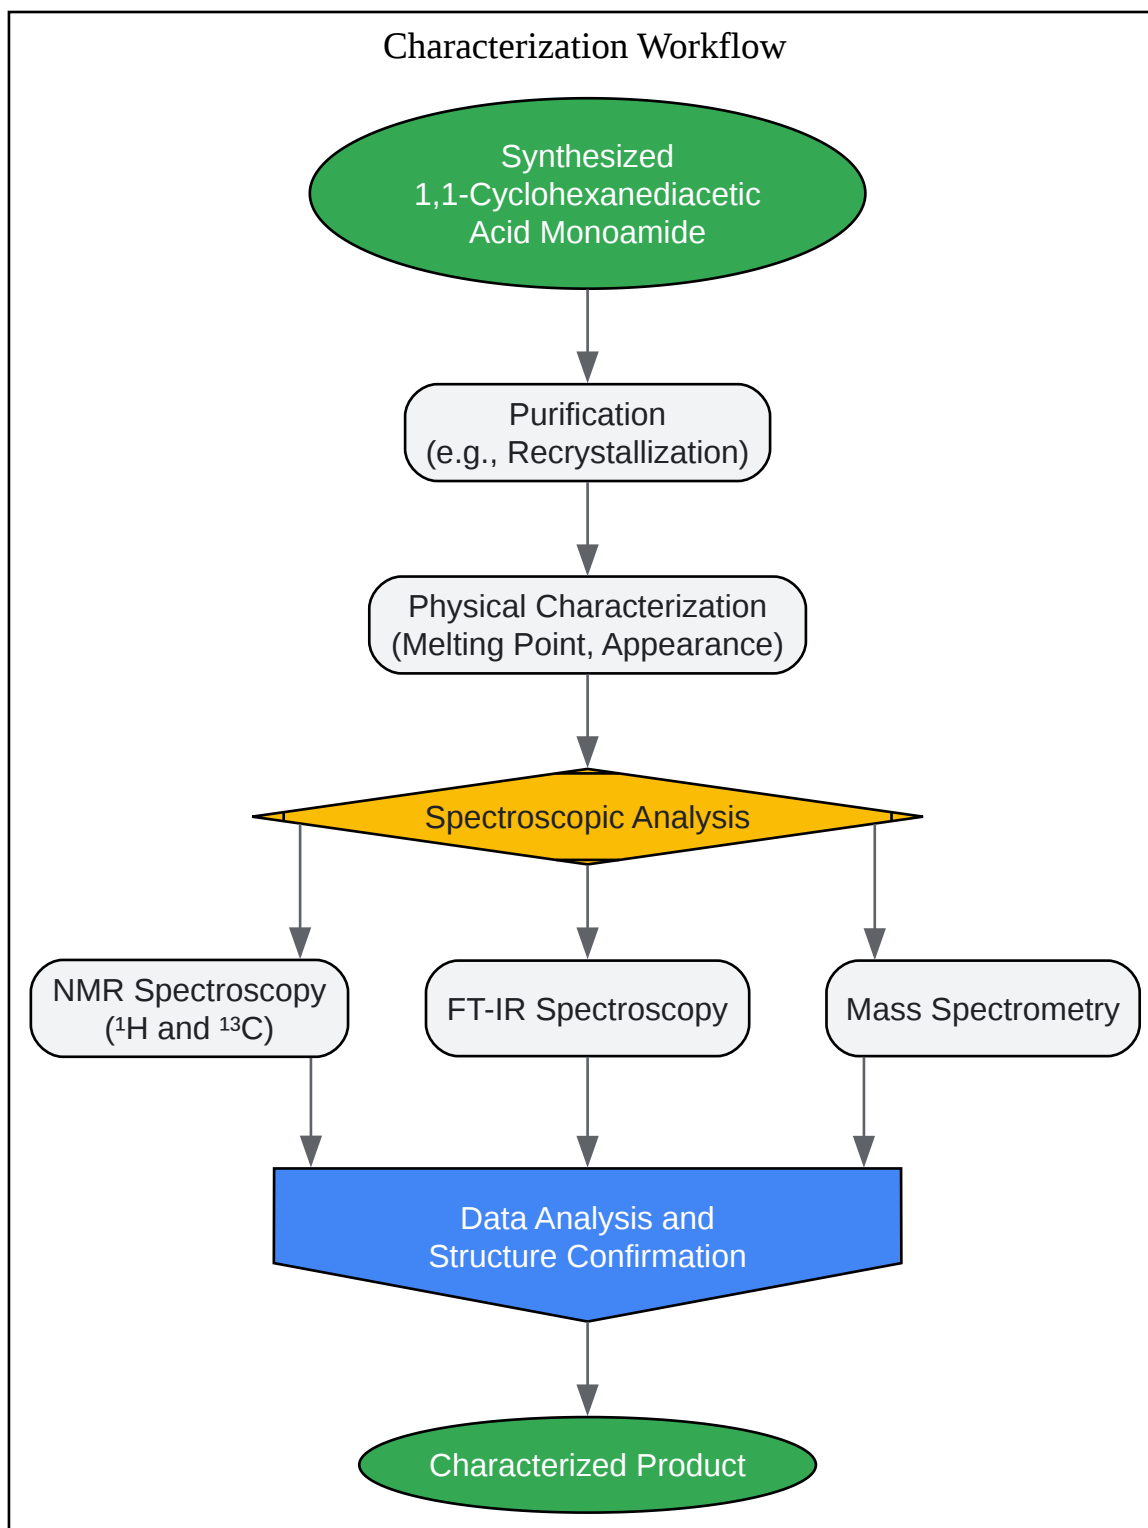 Characterization Workflow
Synthesized
1,1-Cyclohexanediacetic
Acid Monoamide
Purification
(e.g., Recrystallization)
Physical Characterization
(Melting Point, Appearance)
Spectroscopic Analysis
NMR Spectroscopy
(¹H and ¹³C)
FT-IR Spectroscopy
Mass Spectrometry
Data Analysis and
Structure Confirmation
Characterized Product